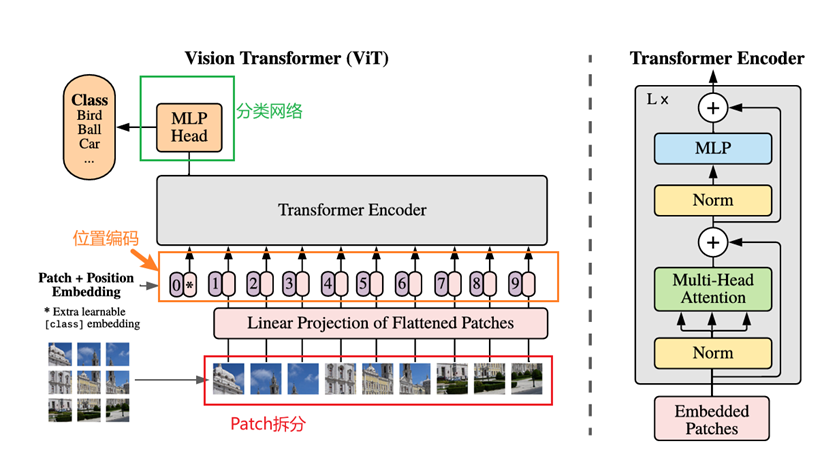 Vision Transformer (ViT)
Class
Bird
Ball
Car
...
MLP
Head
分类网络
Transformer Encoder
位置编码
Patch + Position
Embedding
0 * 1 2 3 4 5 6 7 8 9
* Extra learnable
[class] embedding
Linear Projection of Flattened Patches
Patch拆分
Transformer Encoder
L x
+
MLP
Norm
+
Multi-Head
Attention
Norm
Embedded
Patches